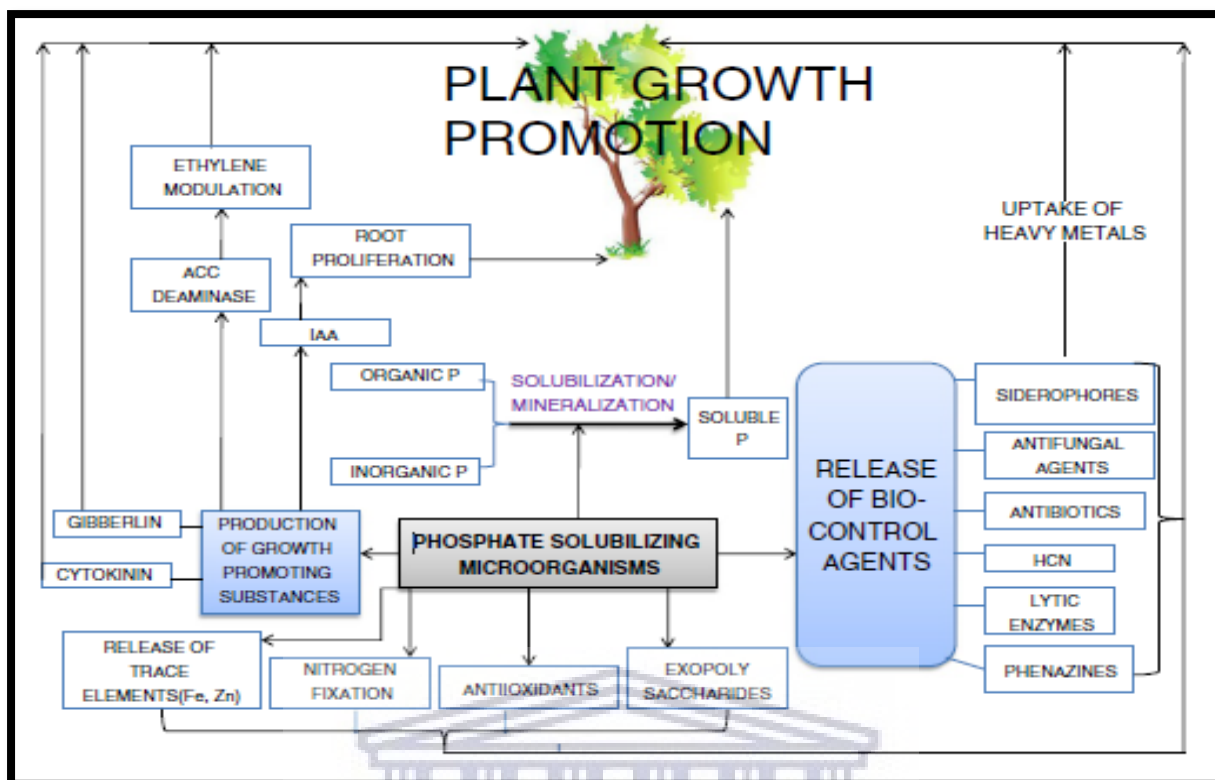 PLANT GROWTH
PROMOTION
ETHYLENE
MODULATION
ROOT
PROLIFERATION
UPTAKE OF
HEAVY METALS
ACC
DEAMINASE
IAA
ORGANIC P
SOLUBILIZATION/
MINERALIZATION
SOLUBLE
P
INORGANIC P
SIDEROPHORES
ANTIFUNGAL
AGENTS
RELEASE
OF BIO-
CONTROL
AGENTS
ANTIBIOTICS
HCN
LYTIC
ENZYMES
PHENAZINES
GIBBERLIN
CYTOKININ
PRODUCTION
OF GROWTH
PROMOTING
SUBSTANCES
PHOSPHATE SOLUBILIZING
MICROORGANISMS
RELEASE OF
TRACE
ELEMENTS(Fe, Zn)
NITROGEN
FIXATION
ANTIIOXIDANTS
EXOPOLY
SACCHARIDES